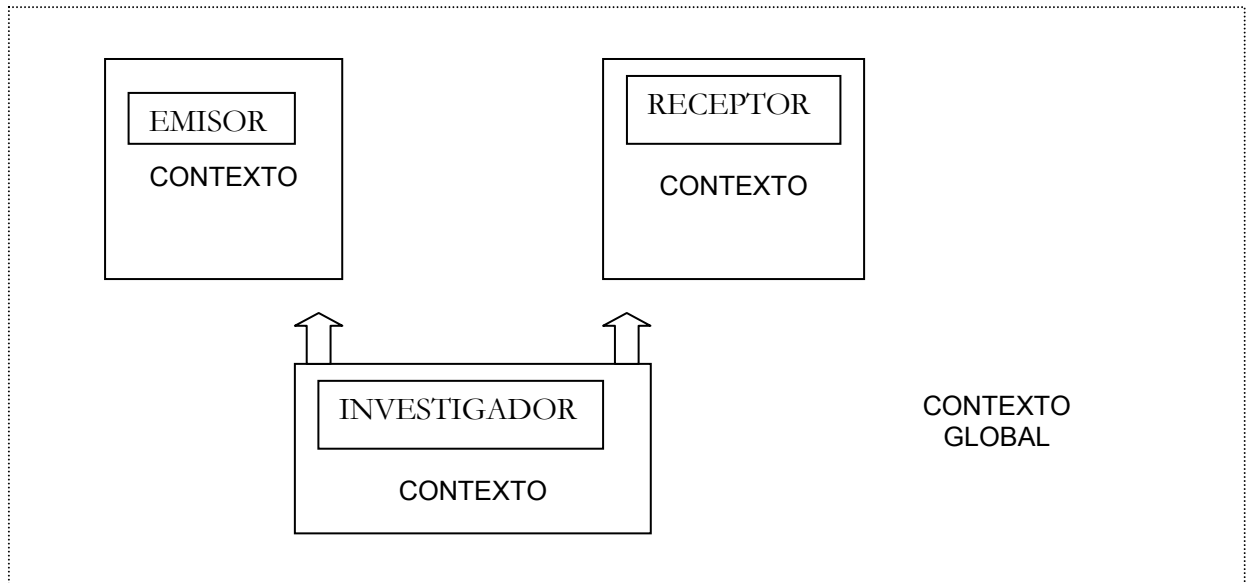 EMISOR
CONTEXTO
RECEPTOR
CONTEXTO
INVESTIGADOR
CONTEXTO
CONTEXTO
GLOBAL